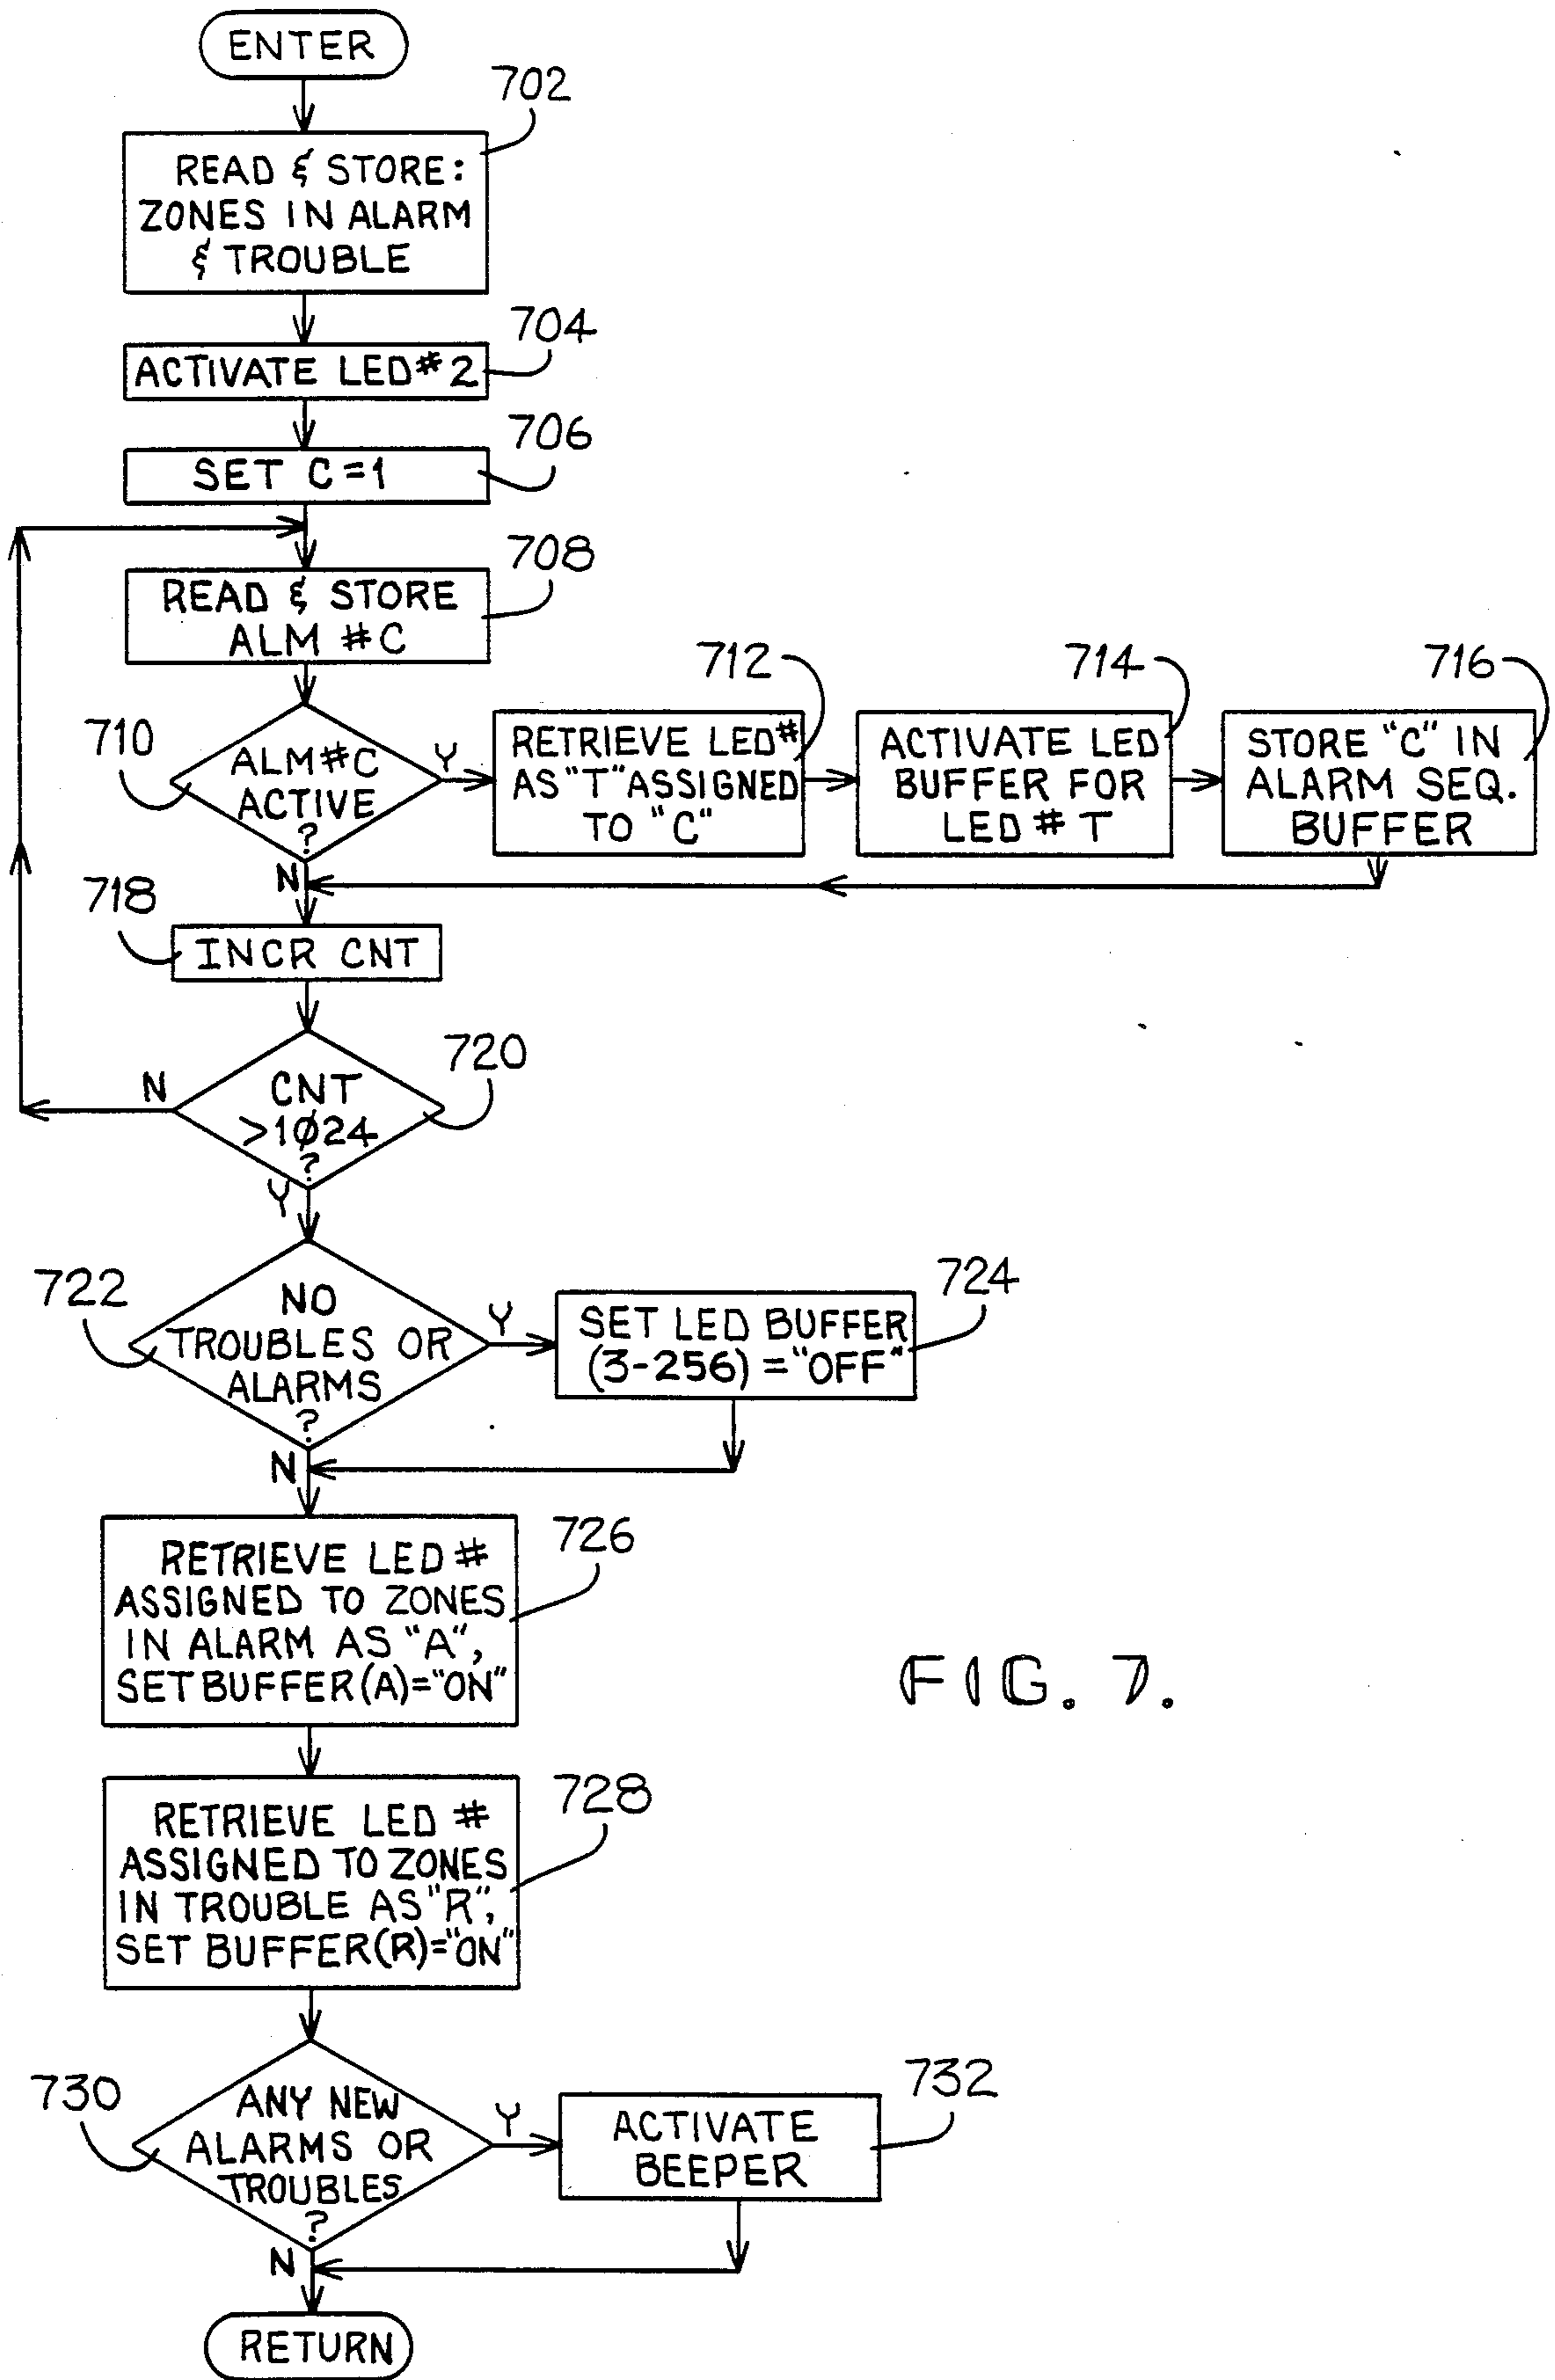 ENTER
702
READ & STORE:
ZONES IN ALARM
& TROUBLE
704
ACTIVATE LED#2
706
SET C=1
708
READ & STORE
ALM #C
710
ALM#C
ACTIVE
?
Y
N
712
RETRIEVE LED#
AS "T" ASSIGNED
TO "C"
714
ACTIVATE LED
BUFFER FOR
LED # T
716
STORE "C" IN
ALARM SEQ.
BUFFER
718
INCR CNT
720
CNT
>1Ø24
?
N
Y
722
NO
TROUBLES OR
ALARMS
?
Y
N
724
SET LED BUFFER
(3-256)="OFF"
726
RETRIEVE LED #
ASSIGNED TO ZONES
IN ALARM AS "A",
SET BUFFER(A)="ON"
FIG. 7.
728
RETRIEVE LED #
ASSIGNED TO ZONES
IN TROUBLE AS "R",
SET BUFFER(R)="ON"
730
ANY NEW
ALARMS OR
TROUBLES
?
Y
N
732
ACTIVATE
BEEPER
RETURN